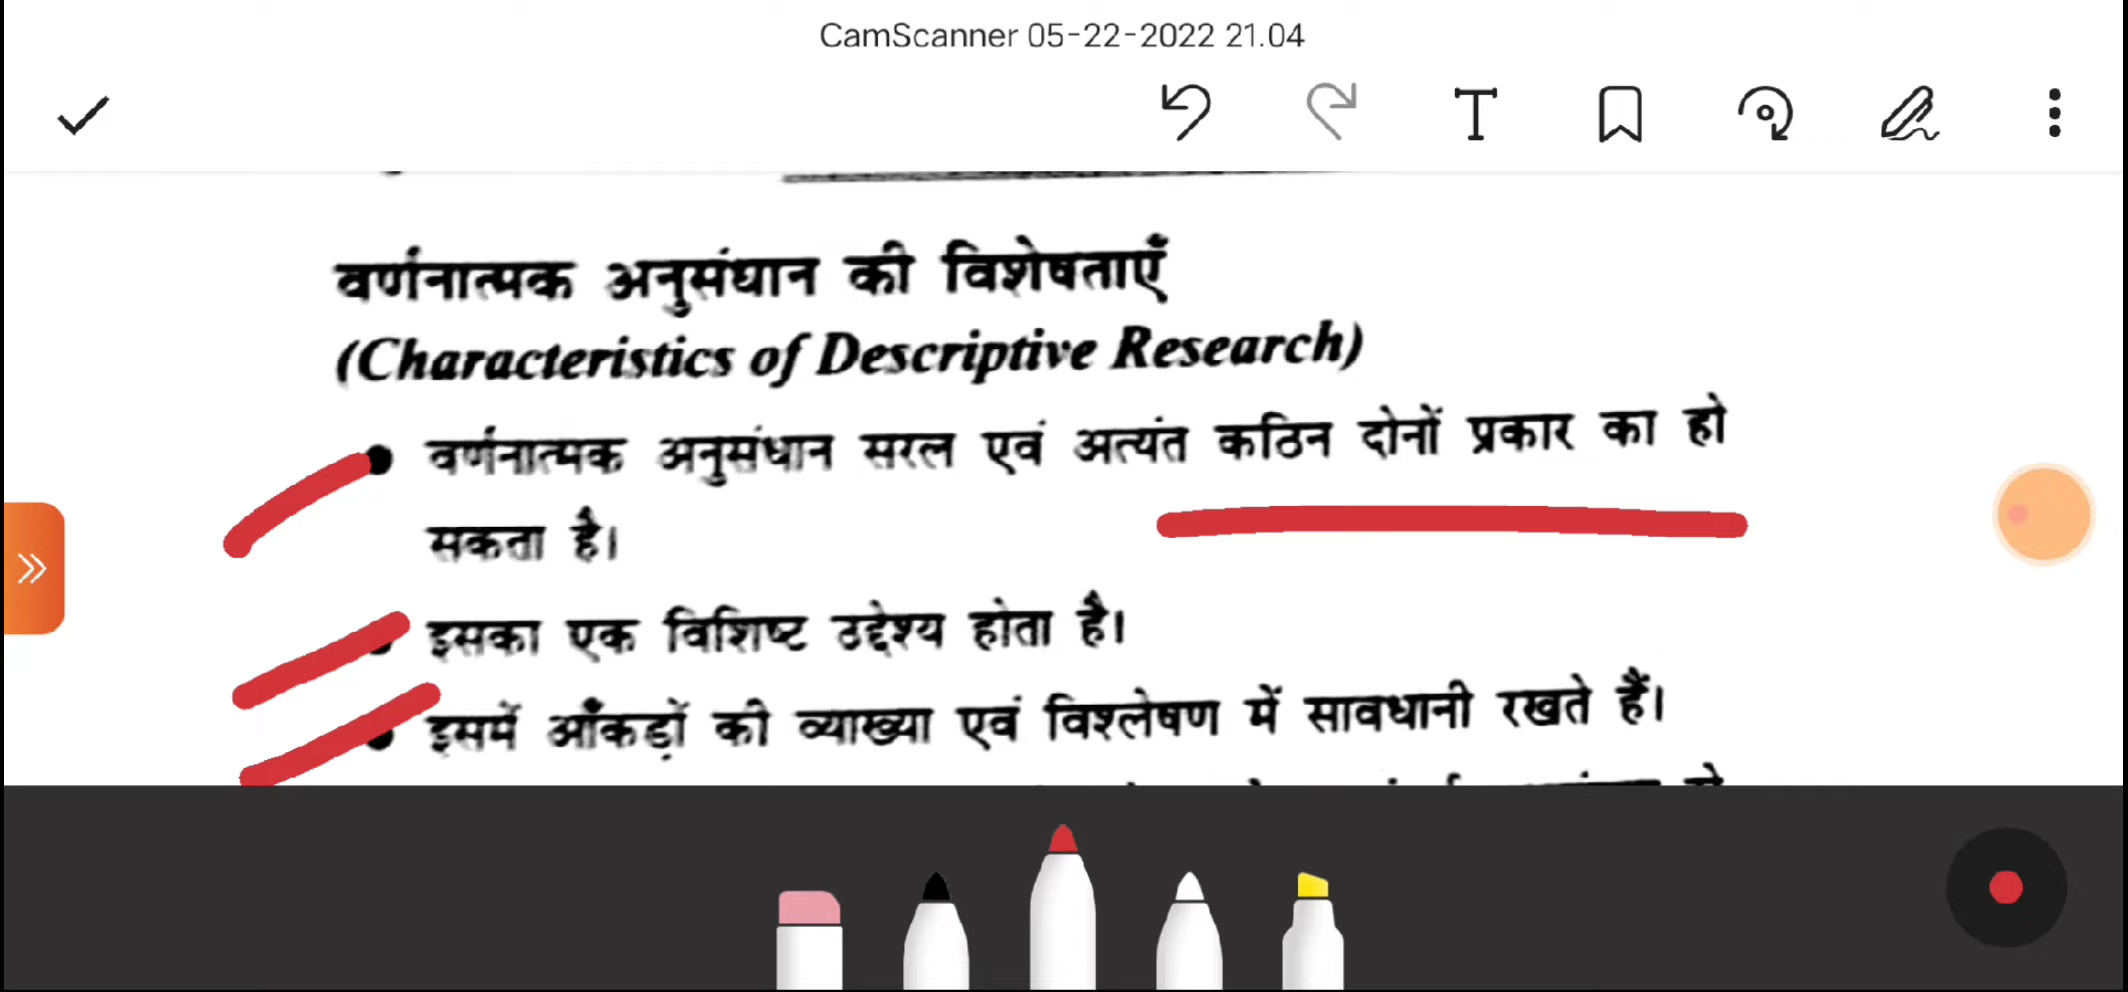 CamScanner 05-22-2022 21.04
वर्णनात्मक अनुसंधान की विशेषताएँ
(Characteristics of Descriptive Research)
• वर्णनात्मक अनुसंधान सरल एवं अत्यंत कठिन दोनों प्रकार का हो
सकता है।
• इसका एक विशिष्ट उद्देश्य होता है।
• इसमें आँकड़ों की व्याख्या एवं विश्लेषण में सावधानी रखते हैं।